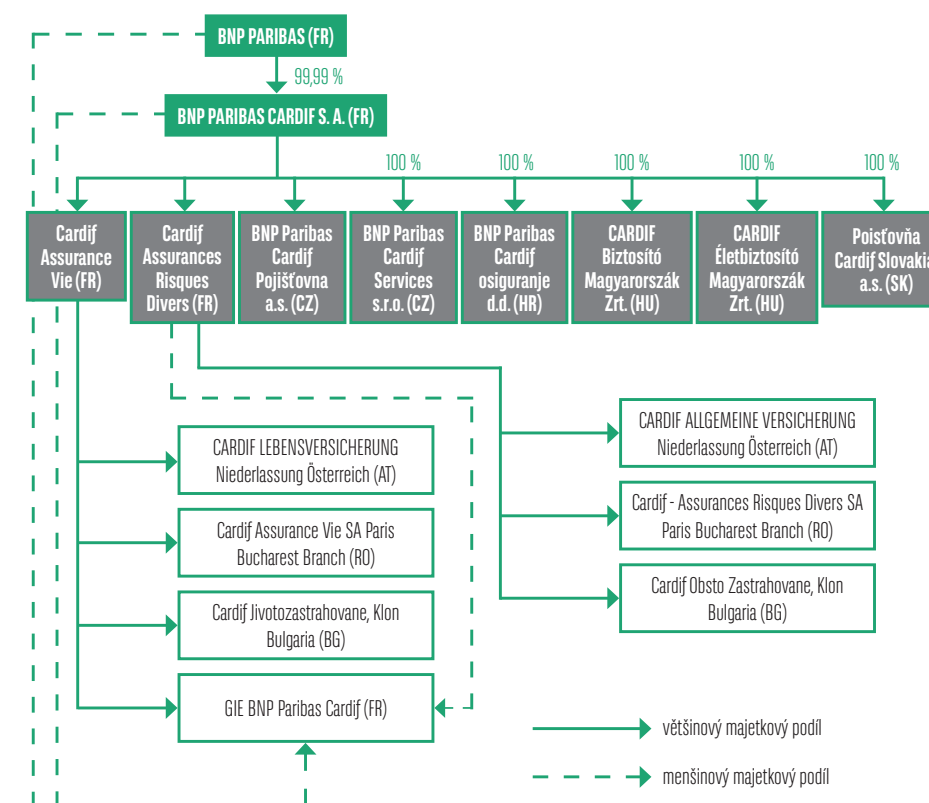 BNP PARIBAS (FR)
99,99 %
BNP PARIBAS CARDIF S. A. (FR)
100 %
100 %
100 %
100 %
100 %
Cardif
Assurance
Vie (FR)
Cardif
Assurances
Risques
Divers (FR)
BNP Paribas
Cardif
Pojišťovna
a.s. (CZ)
BNP Paribas
Cardif
Services
s.r.o. (CZ)
BNP Paribas
Cardif
osiguranje
d.d. (HR)
CARDIF
Biztosító
Magyarorszák
Zrt. (HU)
CARDIF
Életbiztosító
Magyarorszák
Zrt. (HU)
Poisťovňa
Cardif Slovakia
a.s. (SK)
CARDIF LEBENSVERSICHERUNG
Niederlassung Österreich (AT)
Cardif Assurance Vie SA Paris
Bucharest Branch (RO)
Cardif Jivotozastrahovane, Klon
Bulgaria (BG)
GIE BNP Paribas Cardif (FR)
CARDIF ALLGEMEINE VERSICHERUNG
Niederlassung Österreich (AT)
Cardif - Assurances Risques Divers SA
Paris Bucharest Branch (RO)
Cardif Obsto Zastrahovane, Klon
Bulgaria (BG)
většinový majetkový podíl
menšinový majetkový podíl